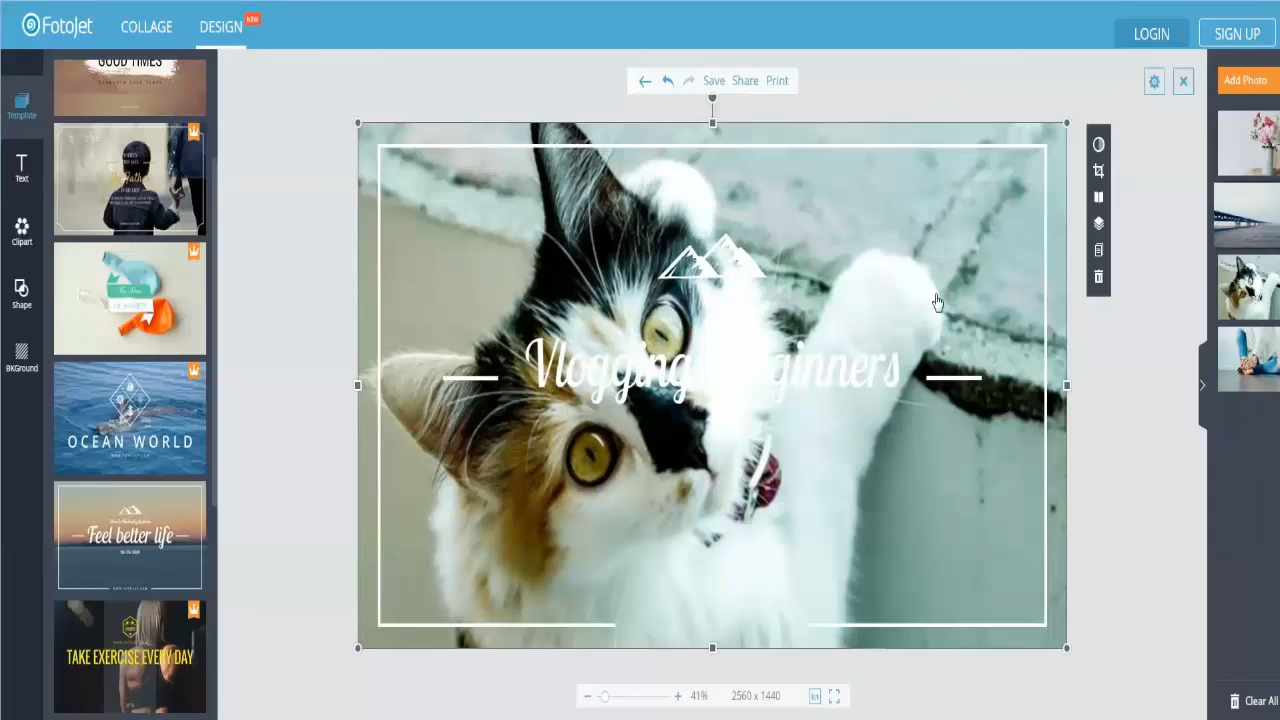 FotoJet
COLLAGE
DESIGN
NEW
LOGIN
SIGN UP
Save
Share
Print
Add Photo
Template
Text
Clipart
Shape
BKGround
GOOD TIMES
OCEAN WORLD
Feel better life
TAKE EXERCISE EVERY DAY
Vlogging
ginners
41%
2560 x 1440
Clear All